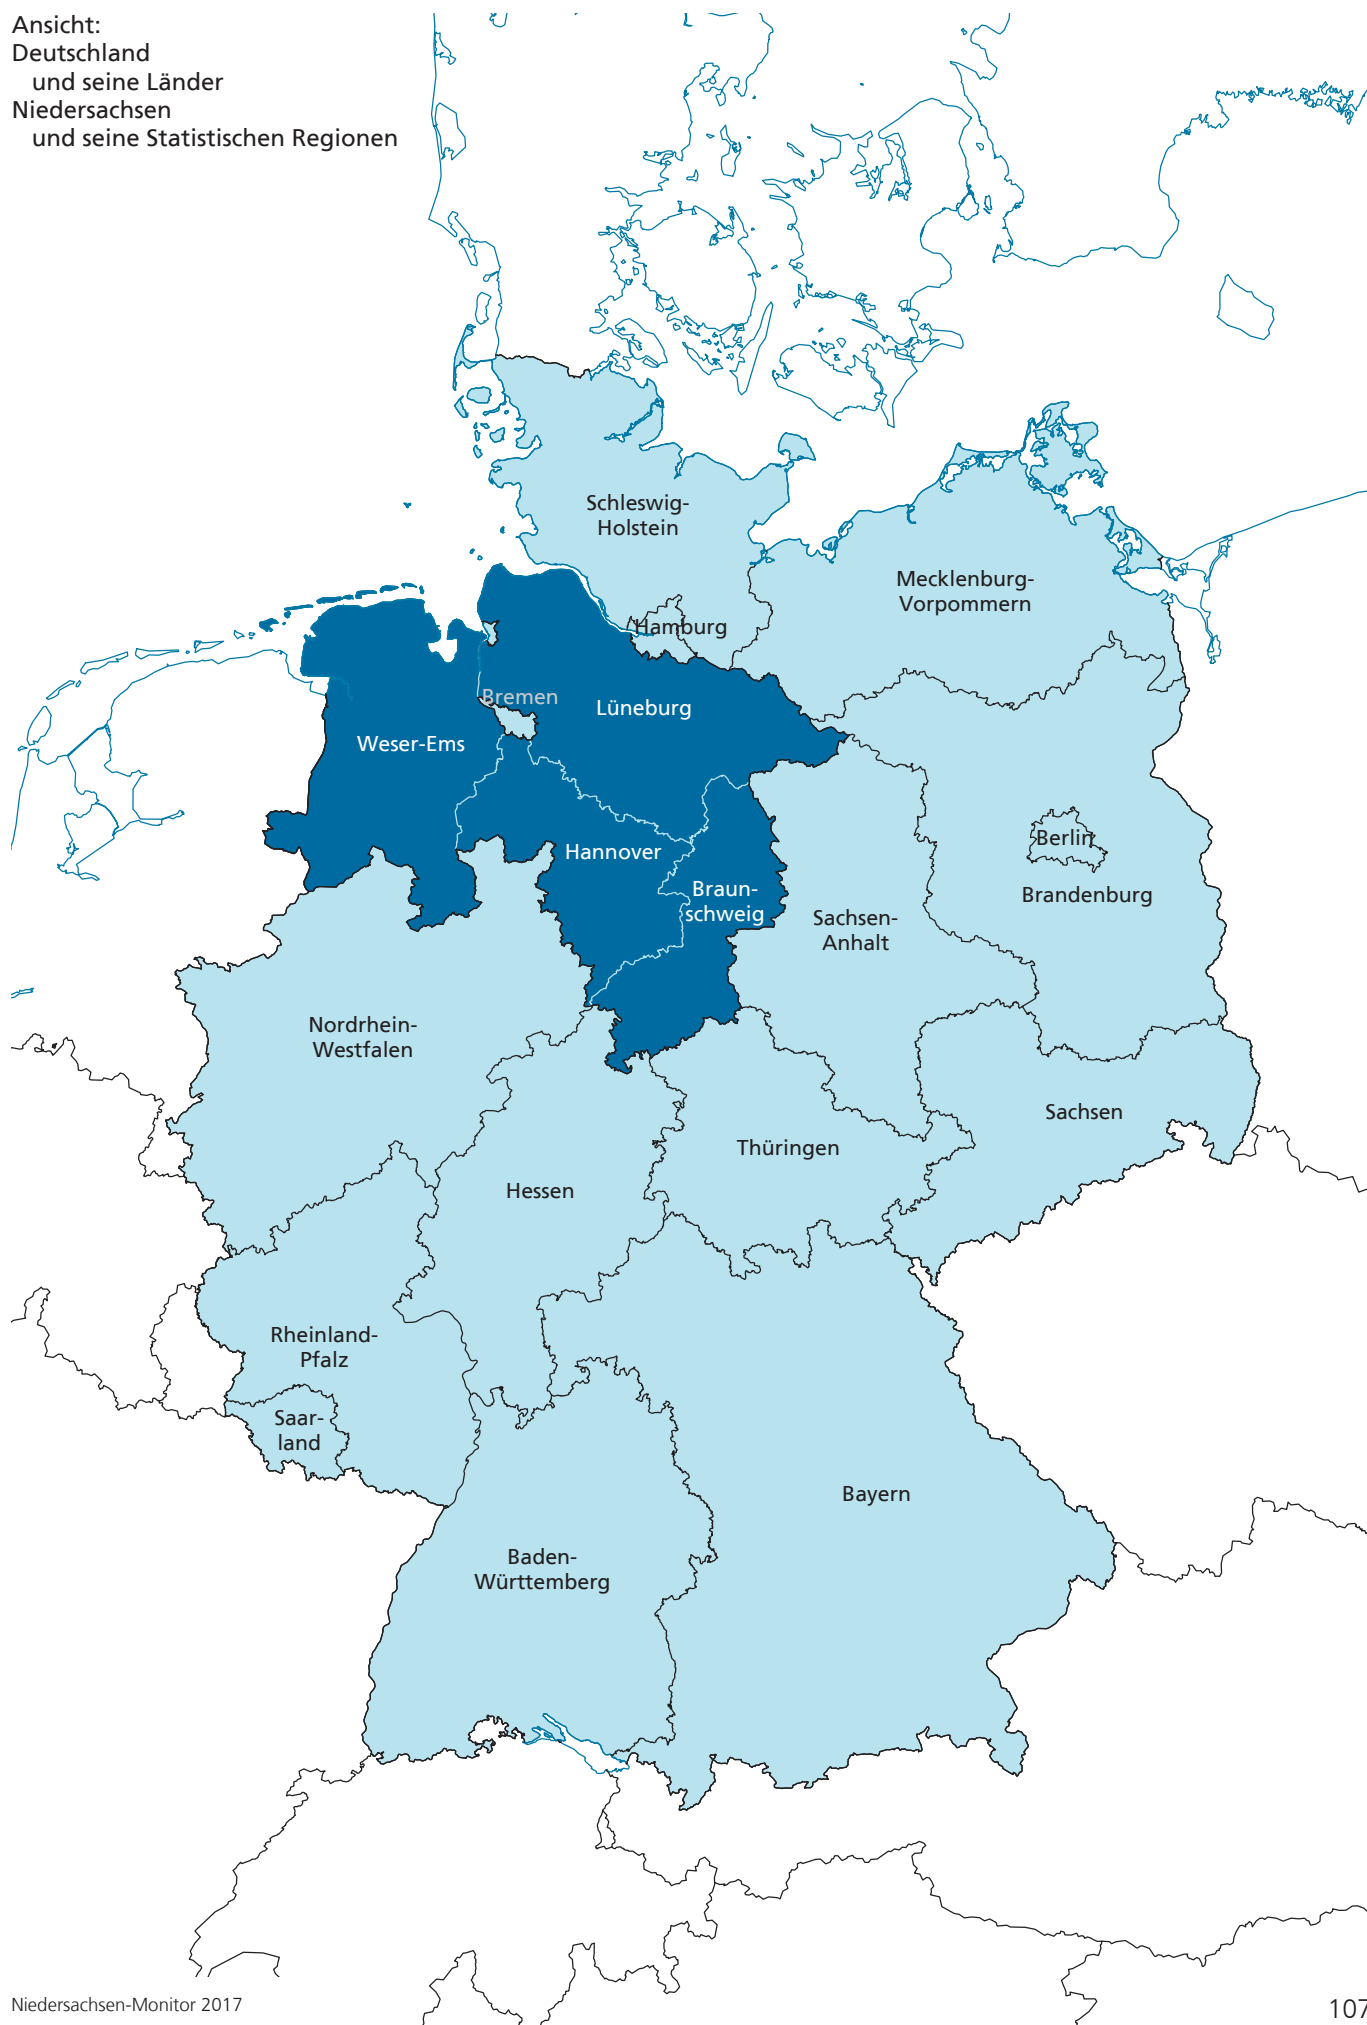 Ansicht:
Deutschland
und seine Länder
Niedersachsen
und seine Statistischen Regionen
Schleswig-
Holstein
Mecklenburg-
Vorpommern
Hamburg
Bremen
Lüneburg
Weser-Ems
Berlin
Hannover
Braun-
schweig
Brandenburg
Sachsen-
Anhalt
Nordrhein-
Westfalen
Sachsen
Thüringen
Hessen
Rheinland-
Pfalz
Saar-
land
Bayern
Baden-
Württemberg
Niedersachsen-Monitor 2017
107